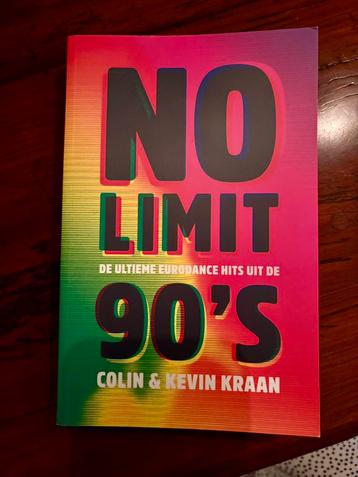 NO
LIMIT
DE ULTIEME EURODANCE HITS UIT DE
90'S
COLIN & KEVIN KRAAN